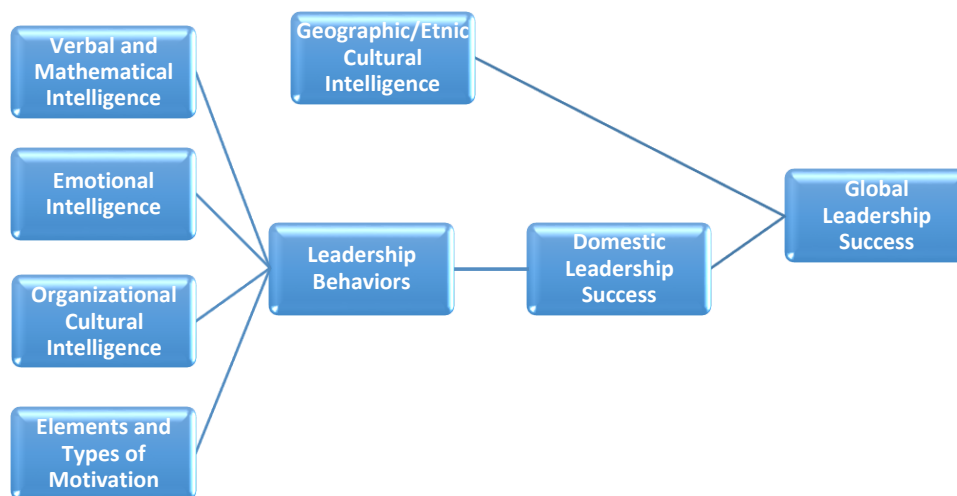 Verbal and
Mathematical
Intelligence
Geographic/Etnic
Cultural
Intelligence
Emotional
Intelligence
Organizational
Cultural
Intelligence
Elements and
Types of
Motivation
Leadership
Behaviors
Domestic
Leadership
Success
Global
Leadership
Success